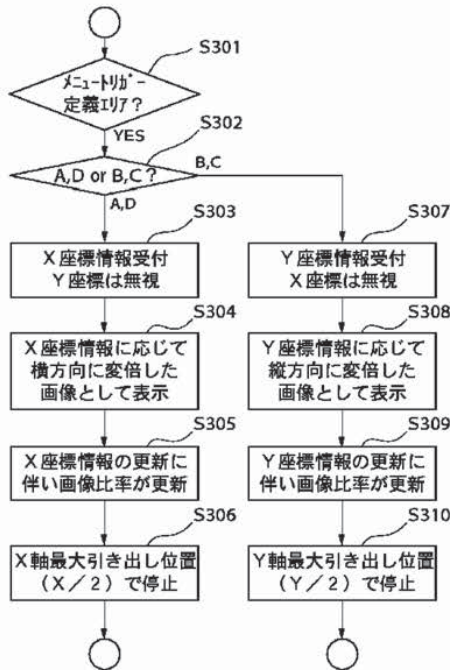 S301
メニュートリガー
定義エリア？
YES
S302
A,D or B,C？
B,C
A,D
S303
X座標情報受付
Y座標は無視
S304
X座標情報に応じて
横方向に変倍した
画像として表示
S305
X座標情報の更新に
伴い画像比率が更新
S306
X軸最大引き出し位置
（X／2）で停止
S307
Y座標情報受付
X座標は無視
S308
Y座標情報に応じて
縦方向に変倍した
画像として表示
S309
Y座標情報の更新に
伴い画像比率が更新
S310
Y軸最大引き出し位置
（Y／2）で停止